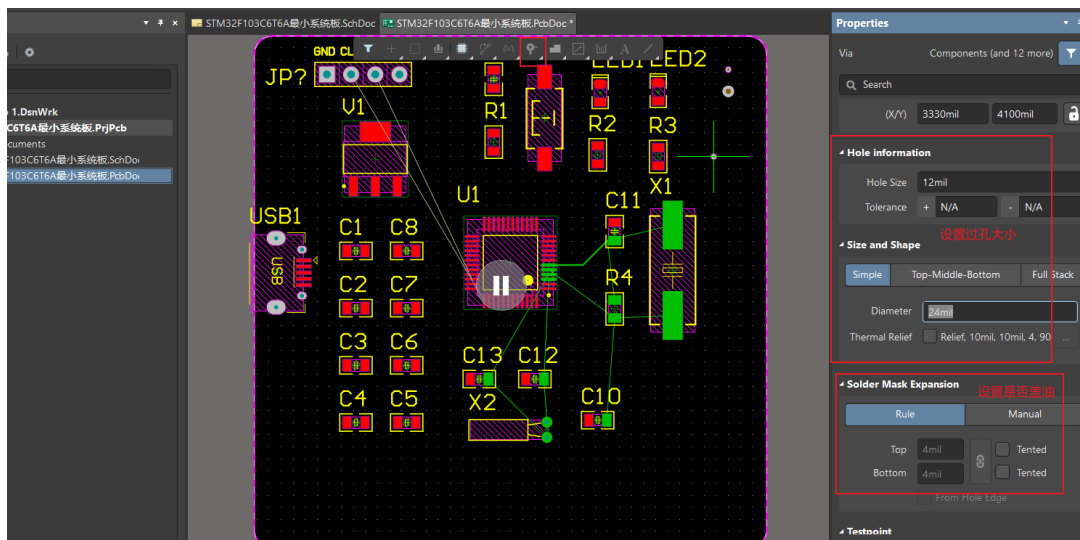 STM32F103C6T6A最小系统板.SchDoc
STM32F103C6T6A最小系统板.PcbDoc *
1.DsnWrk
C6T6A最小系统板.PrjPcb
cuments
F103C6T6A最小系统板.SchDo
F103C6T6A最小系统板.PcbDo
GND CL
JP?
LED2
V1
R1
R2
R3
U1
C11
X1
USB1
USB
C1
C8
R4
C2
C7
C3
C6
C13
C12
C4
C5
X2
C10
Properties
Via
Components (and 12 more)
Search
(X/Y)
3330mil
4100mil
Hole information
Hole Size
12mil
Tolerance
+
N/A
-
N/A
设置过孔大小
Size and Shape
Simple
Top-Middle-Bottom
Full Stack
Diameter
24mil
Thermal Relief
Relief, 10mil, 10mil, 4, 90
...
Solder Mask Expansion
设置是否盖油
Rule
Manual
Top
4mil
Tented
Bottom
4mil
Tented
From Hole Edge
Testpoint